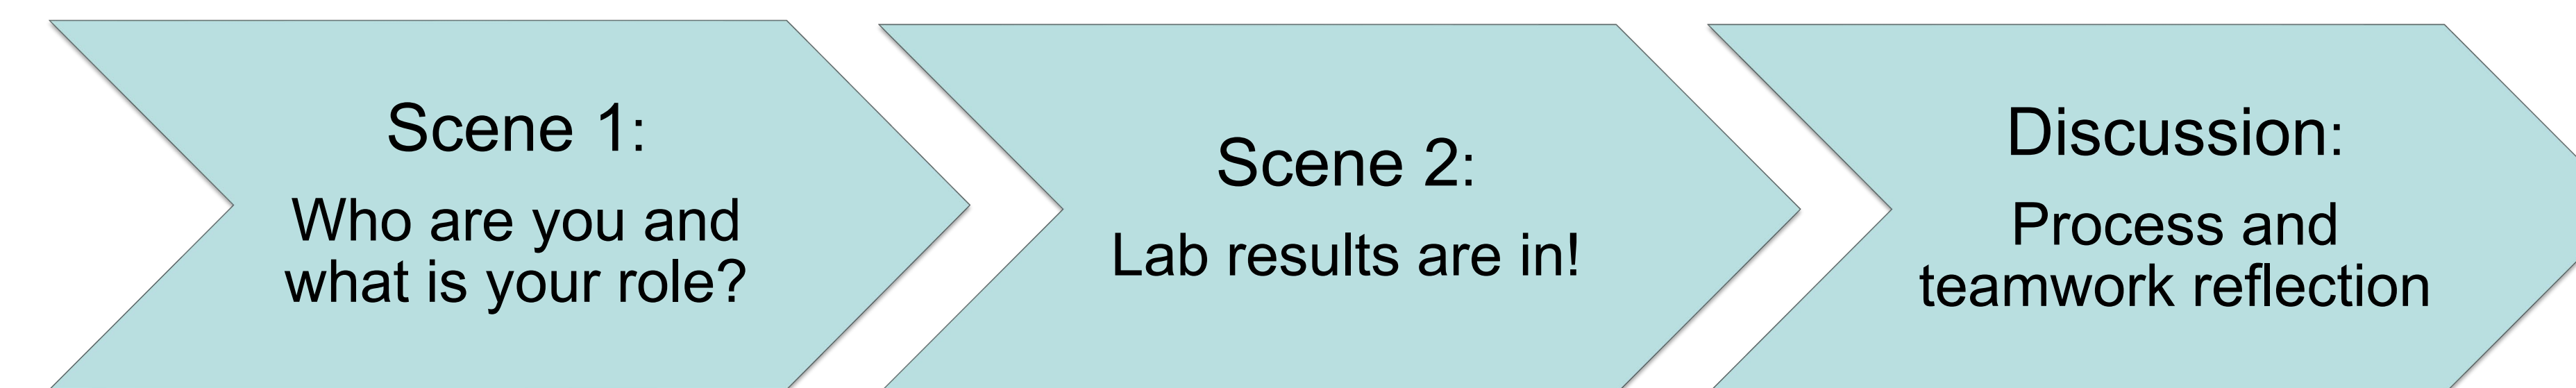 Scene 1:
Who are you and
what is your role?
Scene 2:
Lab results are in!
Discussion:
Process and
teamwork reflection